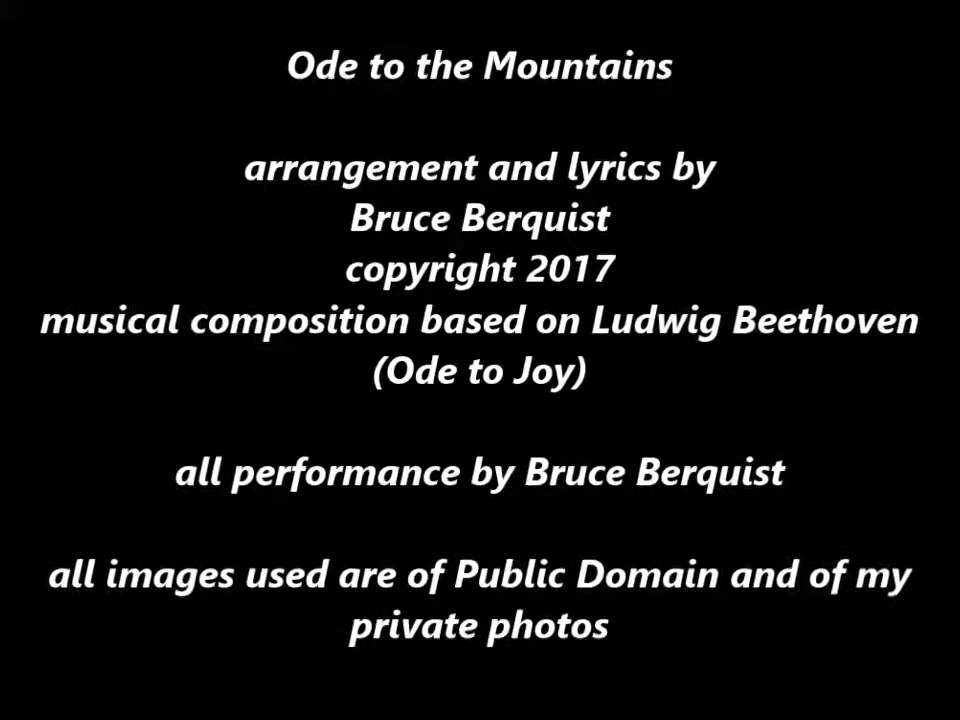 Ode to the Mountains
arrangement and lyrics by
Bruce Berquist
copyright 2017
musical composition based on Ludwig Beethoven
(Ode to Joy)
all performance by Bruce Berquist
all images used are of Public Domain and of my
private photos